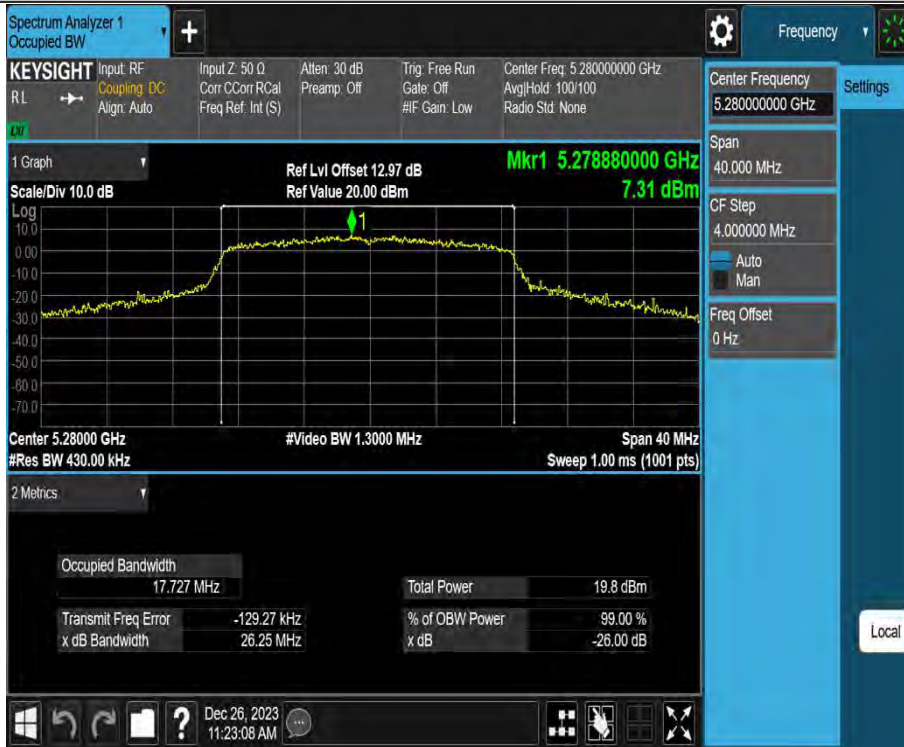 Spectrum Analyzer 1
Occupied BW
Frequency
KEYSIGHT
RL
LXI
Input: RF
Coupling: DC
Align: Auto
Input Z: 50 Ω
Corr CCorr RCal
Freq Ref: Int (S)
Atten: 30 dB
Preamp: Off
Trig: Free Run
Gate: Off
#IF Gain: Low
Center Freq: 5.280000000 GHz
Avg|Hold: 100/100
Radio Std: None
1 Graph
Scale/Div 10.0 dB
Ref Lvl Offset 12.97 dB
Ref Value 20.00 dBm
Mkr1 5.278880000 GHz
7.31 dBm
Log
10.0
0.00
-10.0
-20.0
-30.0
-40.0
-50.0
-60.0
-70.0
1
Center 5.28000 GHz
#Res BW 430.00 kHz
#Video BW 1.3000 MHz
Span 40 MHz
Sweep 1.00 ms (1001 pts)
2 Metrics
Occupied Bandwidth
17.727 MHz
Total Power 19.8 dBm
Transmit Freq Error -129.27 kHz
% of OBW Power 99.00 %
x dB Bandwidth 26.25 MHz
x dB -26.00 dB
Center Frequency
5.280000000 GHz
Settings
Span
40.000 MHz
CF Step
4.000000 MHz
Auto
Man
Freq Offset
0 Hz
Local
?
Dec 26, 2023
11:23:08 AM